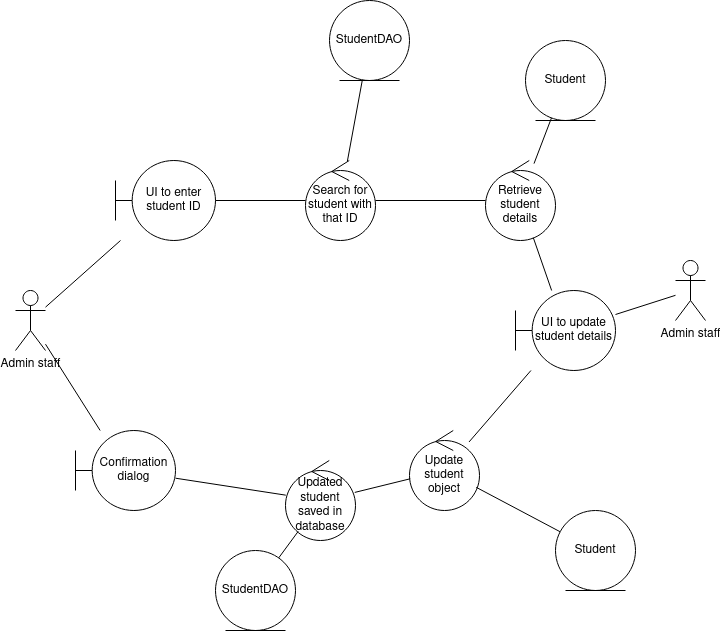 StudentDAO
Student
UI to enter
student ID
Search for
student with
that ID
Retrieve
student
details
UI to update
student details
Admin staff
Admin staff
Confirmation
dialog
Updated
student
saved in
database
Update
student
object
Student
StudentDAO